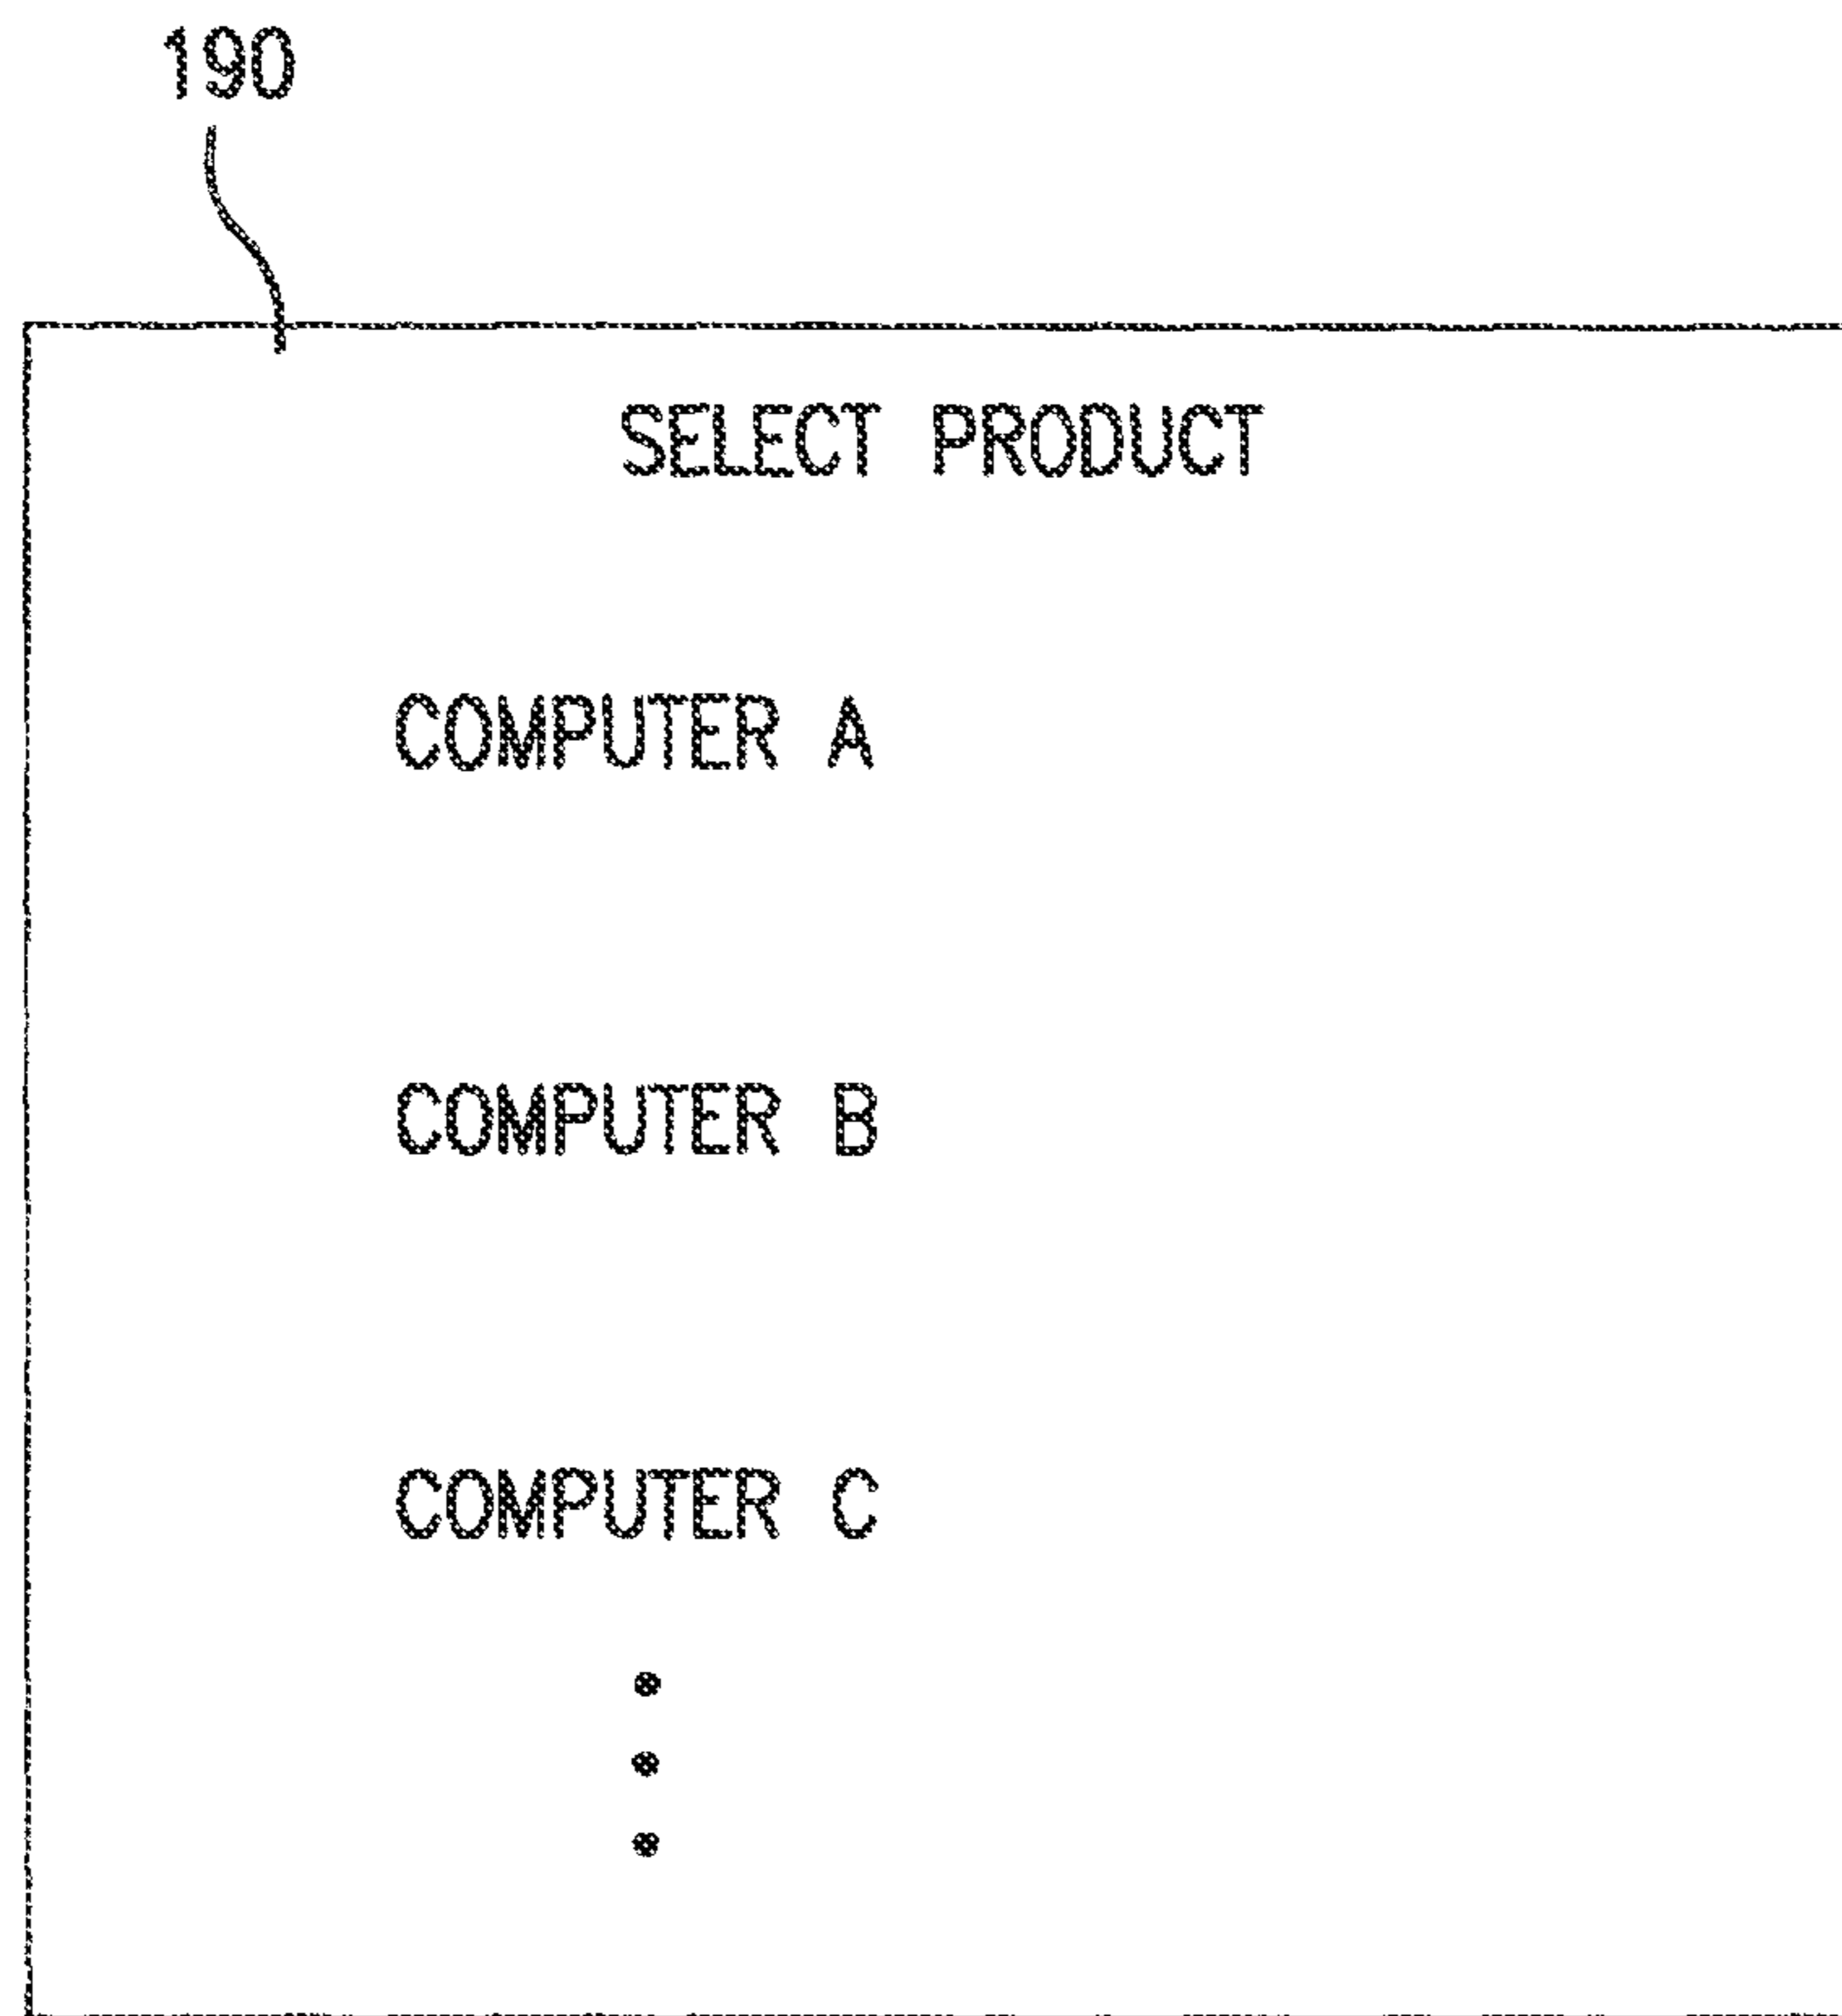 190
SELECT PRODUCT
COMPUTER A
COMPUTER B
COMPUTER C